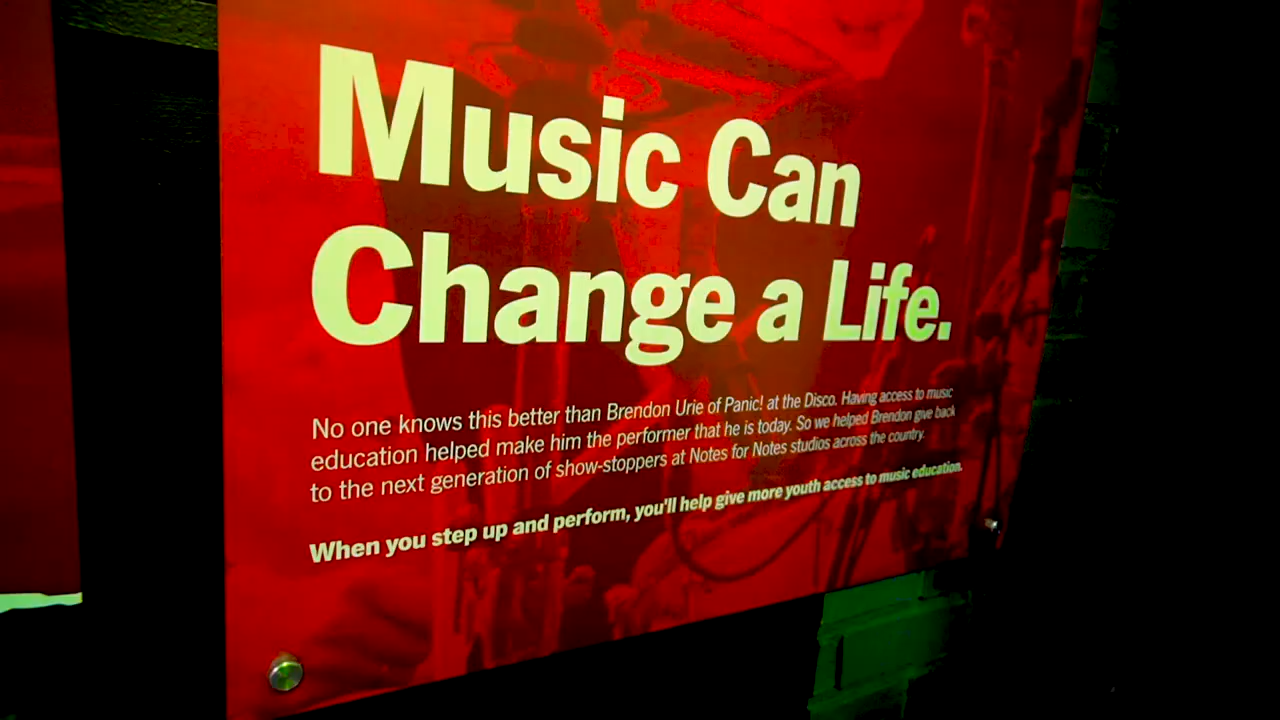 Music Can
Change a Life.
No one knows this better than Brendon Urie of Panic! at the Disco. Having access to music
education helped make him the performer that he is today. So we helped Brendon give back
to the next generation of show-stoppers at Notes for Notes studios across the country.
When you step up and perform, you'll help give more youth access to music education.